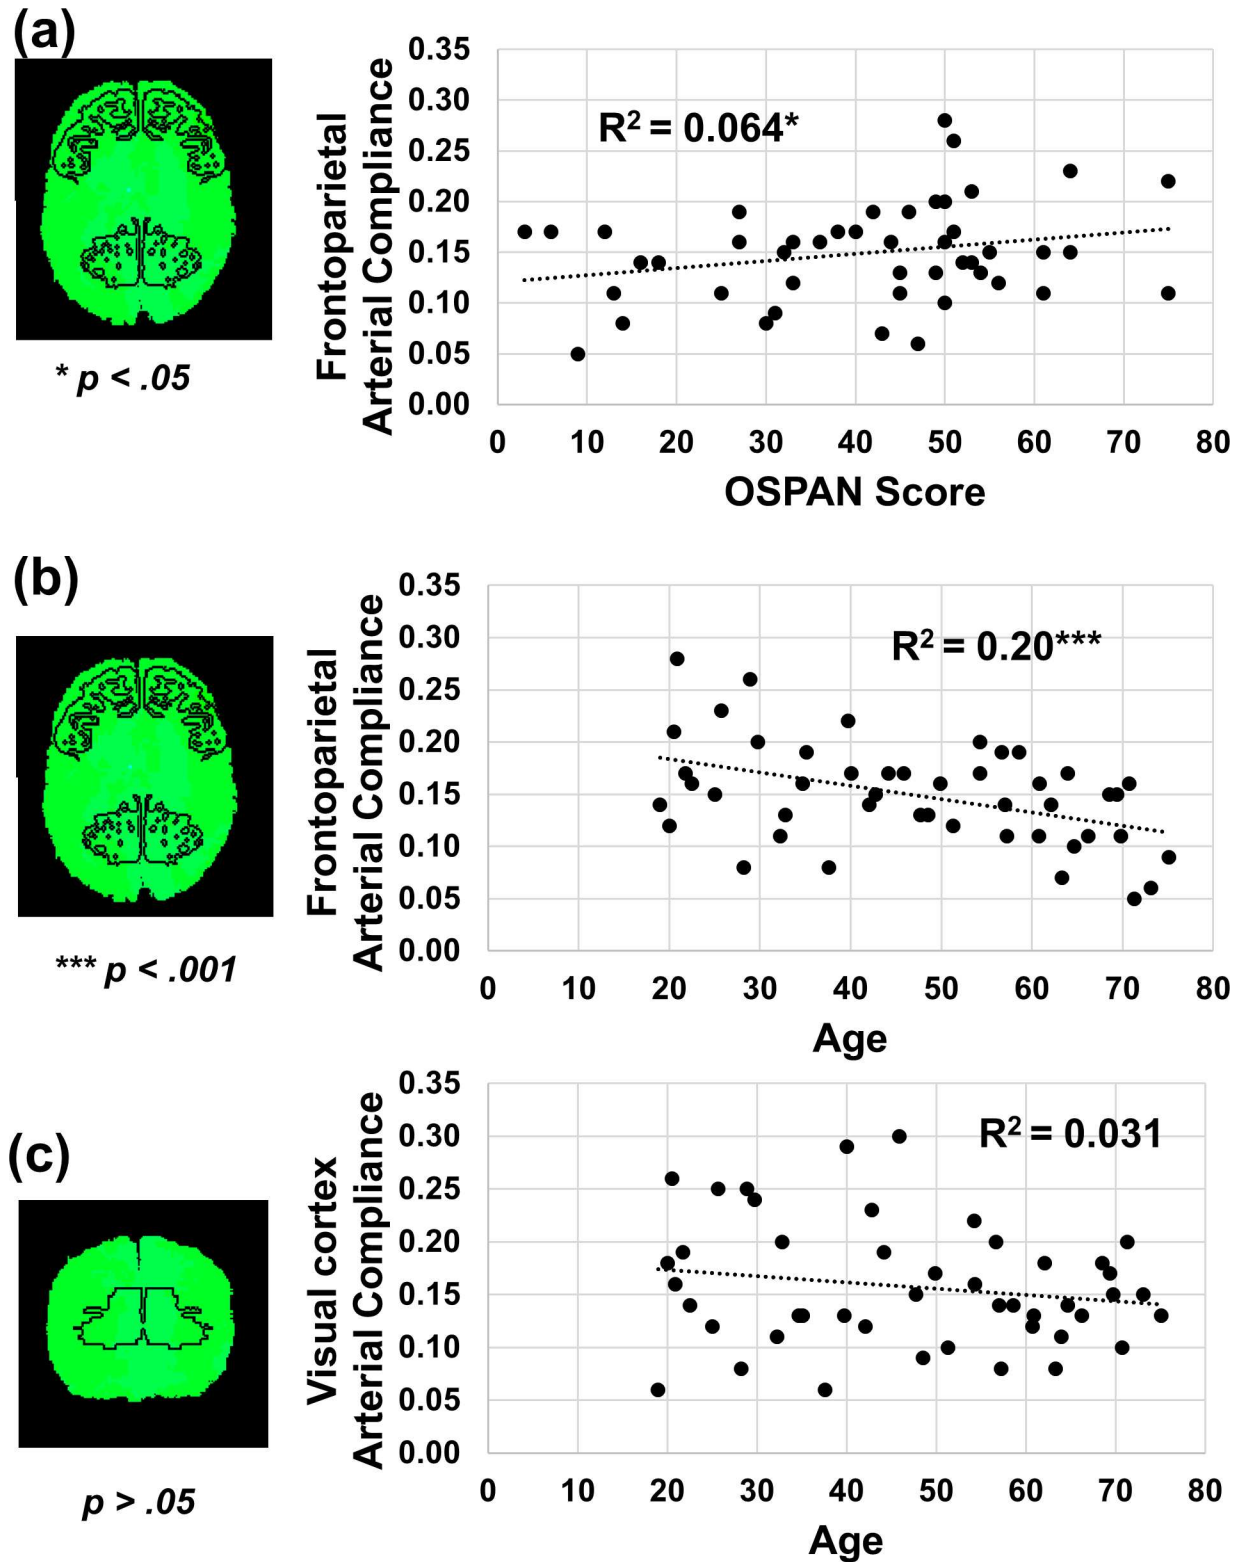 (a)
Frontoparietal
Arterial Compliance
0.35
0.30
0.25
0.20
0.15
0.10
0.05
0.00
R² = 0.064*
0 10 20 30 40 50 60 70 80
OSPAN Score
* p < .05
(b)
Frontoparietal
Arterial Compliance
0.35
0.30
0.25
0.20
0.15
0.10
0.05
0.00
R² = 0.20***
0 10 20 30 40 50 60 70 80
Age
*** p < .001
(c)
Visual cortex
Arterial Compliance
0.35
0.30
0.25
0.20
0.15
0.10
0.05
0.00
R² = 0.031
0 10 20 30 40 50 60 70 80
Age
p > .05